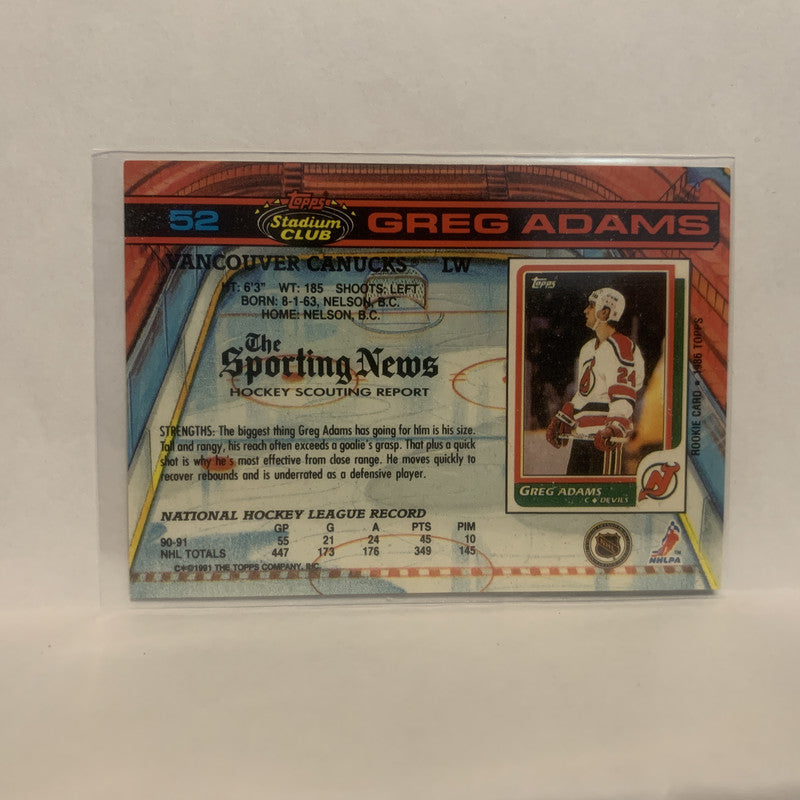 52
Topps
Stadium
CLUB
GREG ADAMS
VANCOUVER CANUCKS® LW
HT: 6'3" WT: 185 SHOOTS: LEFT
BORN: 8-1-63, NELSON, B.C.
HOME: NELSON, B.C.
The
Sporting News
HOCKEY SCOUTING REPORT
STRENGTHS: The biggest thing Greg Adams has going for him is his size.
Tall and rangy, his reach often exceeds a goalie's grasp. That plus a quick
shot is why he's most effective from close range. He moves quickly to
recover rebounds and is underrated as a defensive player.
NATIONAL HOCKEY LEAGUE RECORD
GP G A PTS PIM
90-91 55 21 24 45 10
NHL TOTALS 447 173 176 349 145
C✽©1991 THE TOPPS COMPANY, INC.
Topps
24
GREG ADAMS
C ♦ DEVILS
ROOKIE CARD • 1986 TOPPS
NHL
NHLPA
TM